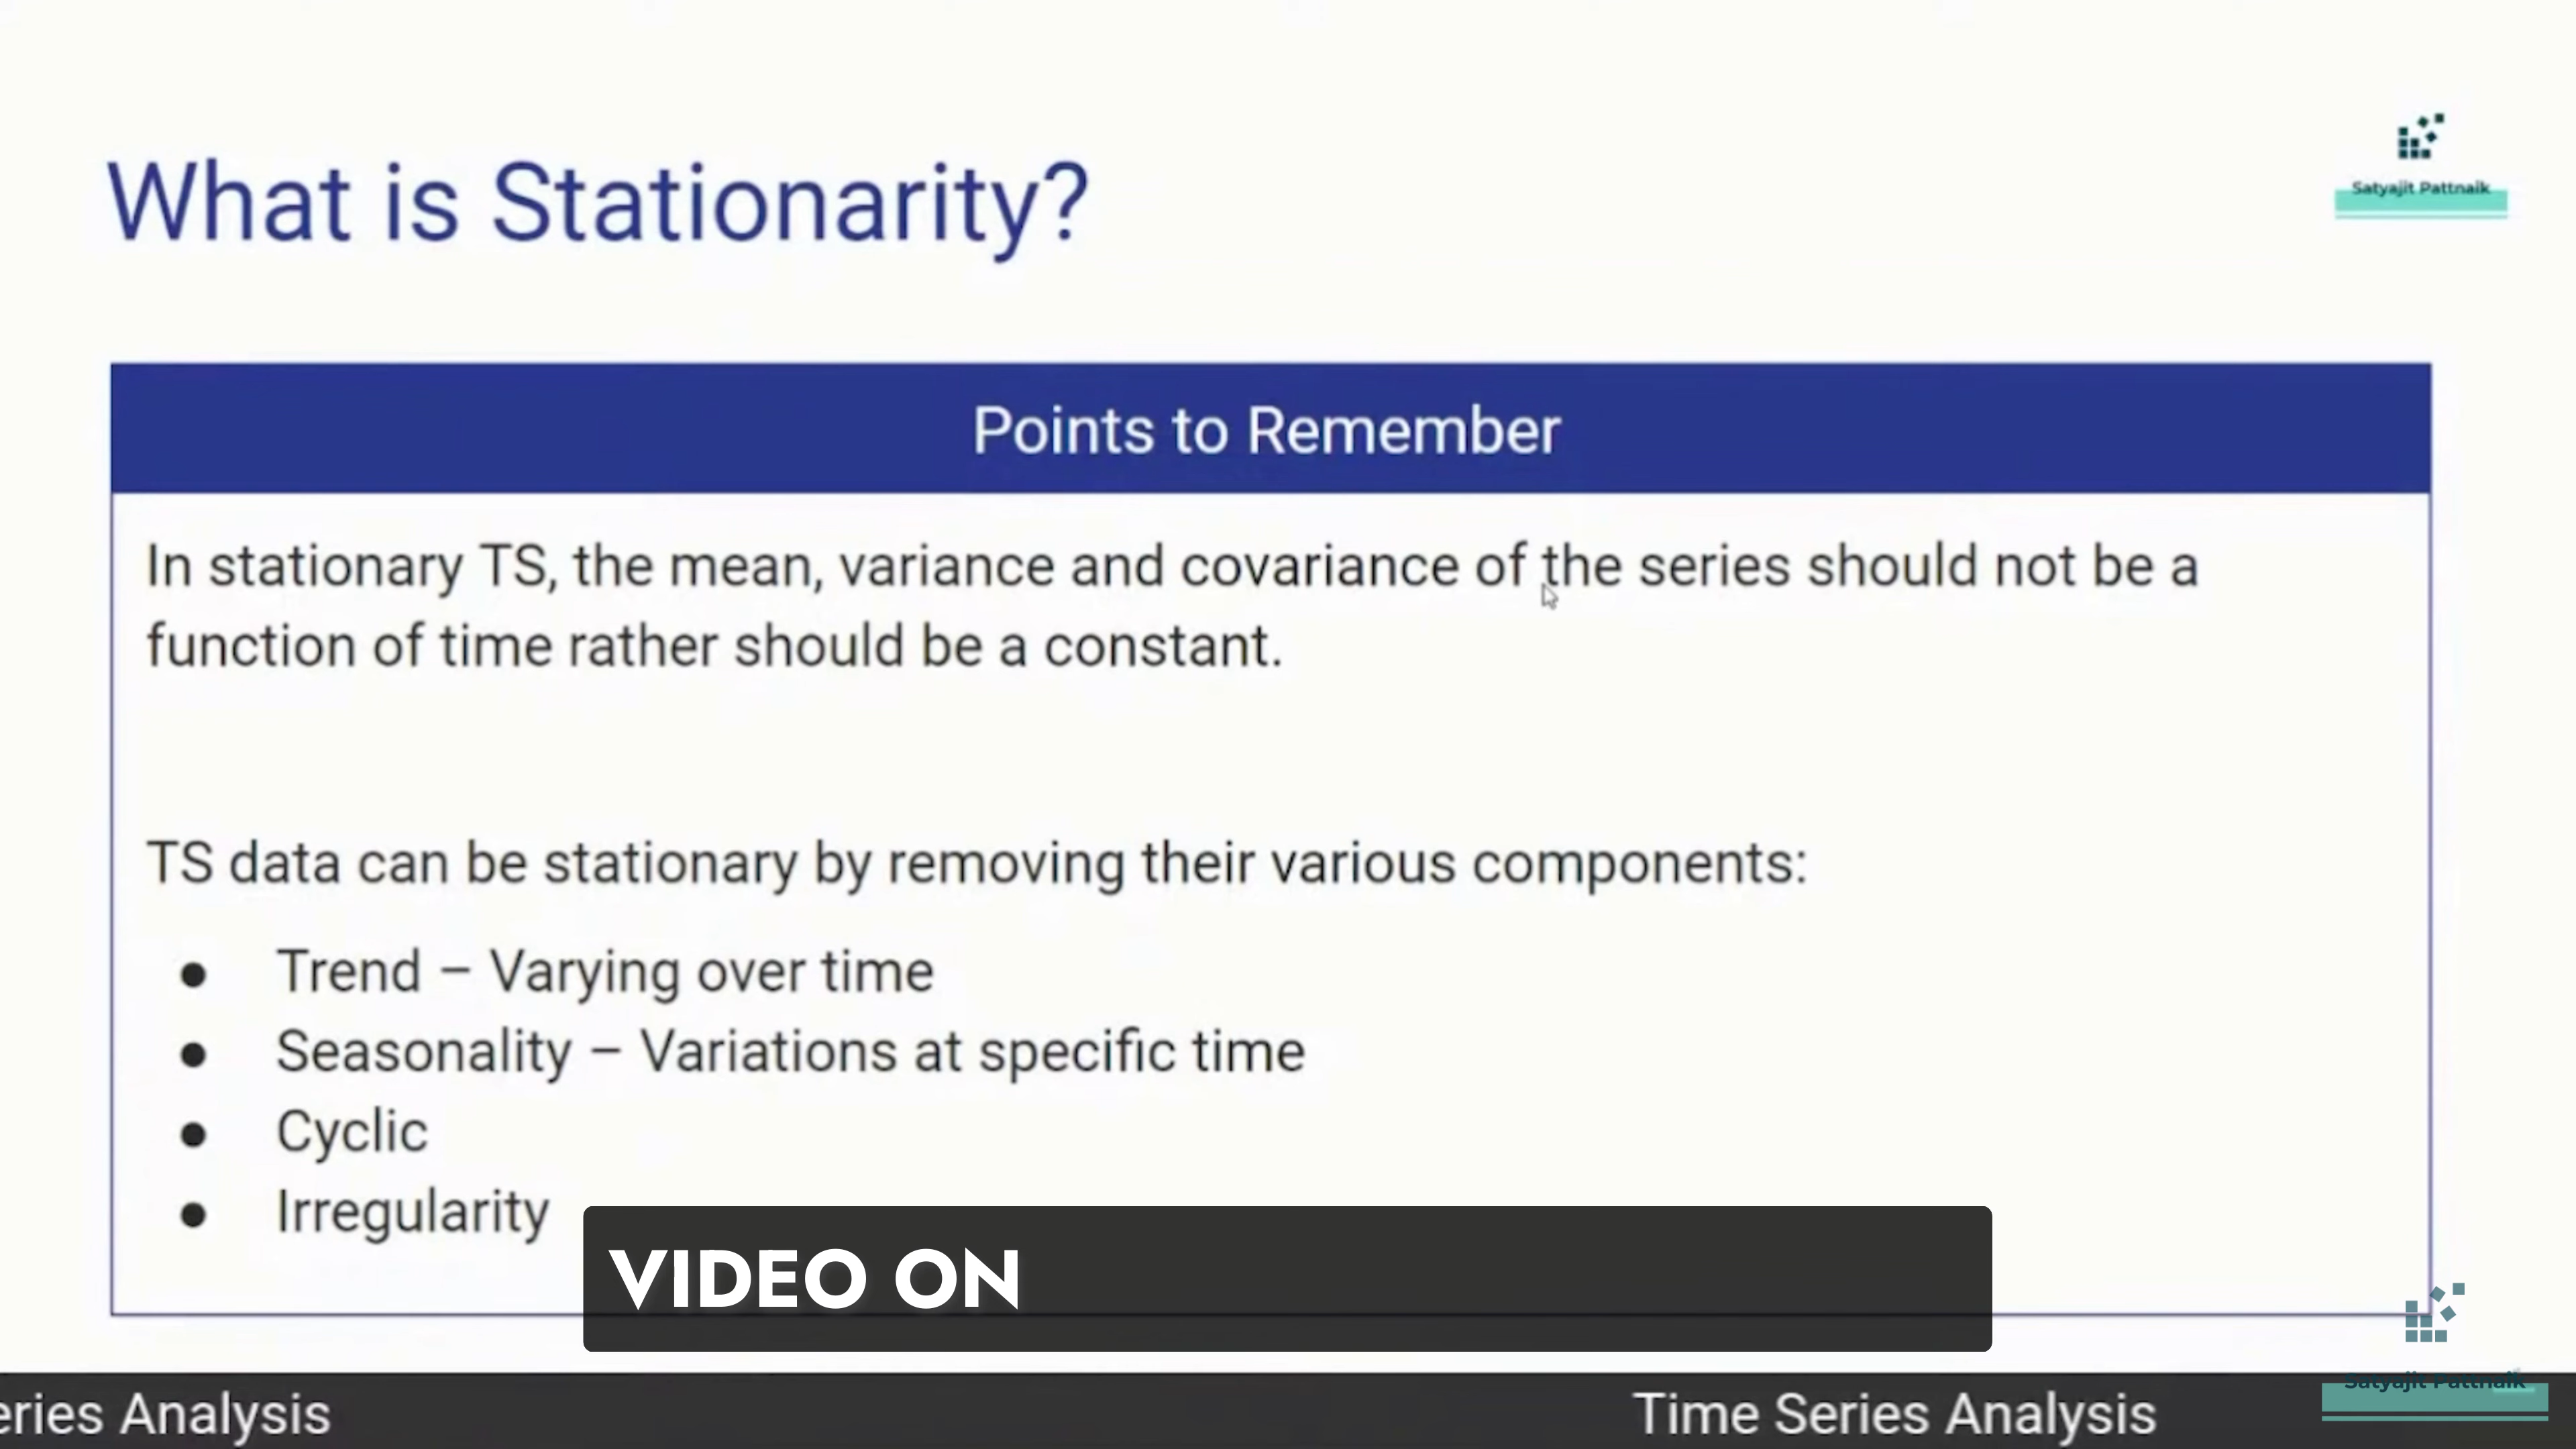 What is Stationarity?
Satyajit Pattnaik
Points to Remember
In stationary TS, the mean, variance and covariance of the series should not be a
function of time rather should be a constant.
TS data can be stationary by removing their various components:
● Trend – Varying over time
● Seasonality – Variations at specific time
● Cyclic
● Irregularity
VIDEO ON
eries Analysis
Time Series Analysis
Satyajit Pattnaik